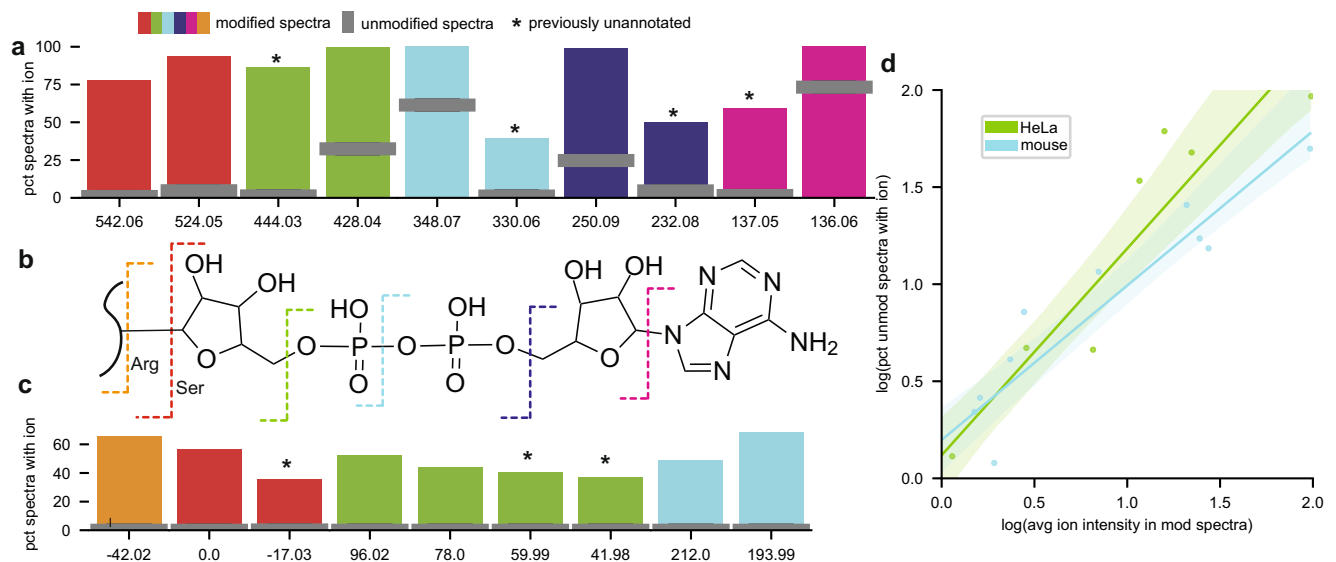 modified spectra unmodified spectra * previously unannotated
a
pct spectra with ion
100
75
50
25
0
* * * *
542.06 524.05 444.03 428.04 348.07 330.06 250.09 232.08 137.05 136.06
b
OH OH O O HO P O O OH P O O HO OH O N N N N NH2
Arg
Ser
c
pct spectra with ion
60
40
20
0
* * *
-42.02 0.0 -17.03 96.02 78.0 59.99 41.98 212.0 193.99
d
log(pct unmod spectra with ion)
2.0
1.5
1.0
0.5
0.0
HeLa
mouse
0.0 0.5 1.0 1.5 2.0
log(avg ion intensity in mod spectra)